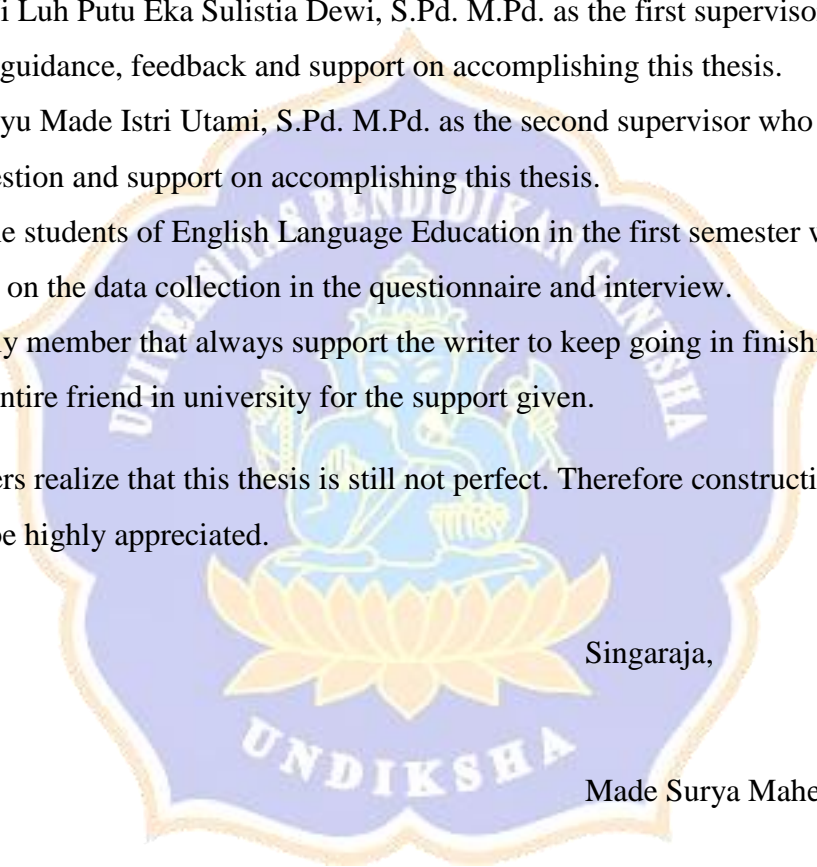 i Luh Putu Eka Sulistia Dewi, S.Pd. M.Pd. as the first superviso
guidance, feedback and support on accomplishing this thesis.
yu Made Istri Utami, S.Pd. M.Pd. as the second supervisor who
estion and support on accomplishing this thesis.
e students of English Language Education in the first semester w
on the data collection in the questionnaire and interview.
y member that always support the writer to keep going in finishi
ntire friend in university for the support given.
ers realize that this thesis is still not perfect. Therefore constructi
be highly appreciated.
Singaraja,
Made Surya Mahe
UNIVERSITAS PENDIDIKAN GANESHA
UNDIKSHA